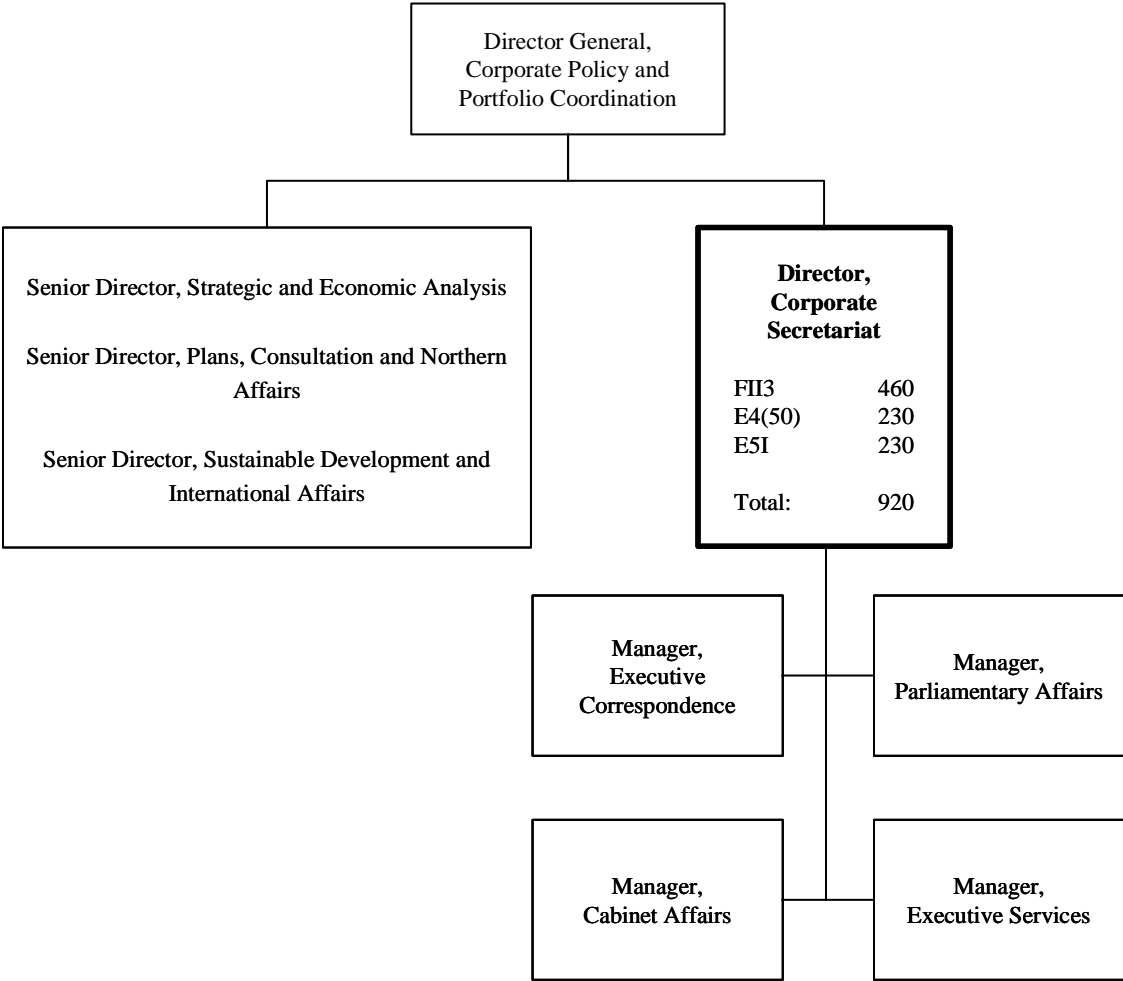 Director General,
Corporate Policy and
Portfolio Coordination
Senior Director, Strategic and Economic Analysis
Senior Director, Plans, Consultation and Northern
Affairs
Senior Director, Sustainable Development and
International Affairs
Director,
Corporate
Secretariat
FII3 460
E4(50) 230
E5I 230
Total: 920
Manager,
Executive
Correspondence
Manager,
Parliamentary Affairs
Manager,
Cabinet Affairs
Manager,
Executive Services